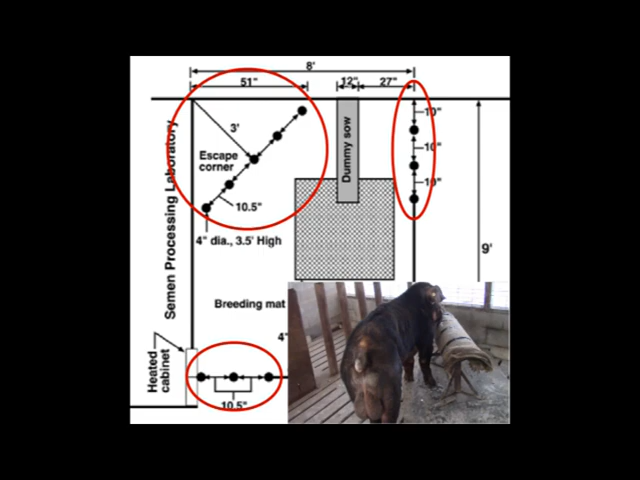 8'
51"
12"
27"
10"
10"
10"
3'
Escape
corner
10.5"
4" dia., 3.5' High
Dummy sow
Semen Processing Laboratory
9'
Breeding mat
4"
Heated
cabinet
10.5"